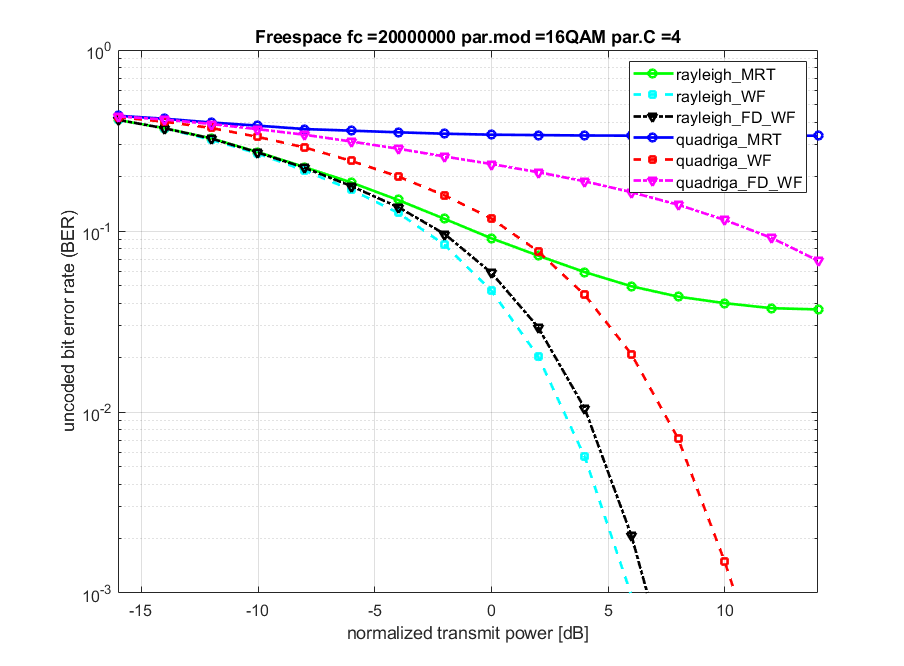 Freespace fc =20000000 par.mod =16QAM par.C =4
rayleigh_MRT
rayleigh_WF
rayleigh_FD_WF
quadriga_MRT
quadriga_WF
quadriga_FD_WF
10^0
10^-1
10^-2
10^-3
uncoded bit error rate (BER)
-15 -10 -5 0 5 10
normalized transmit power [dB]